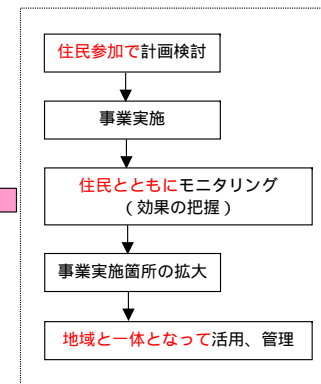 住民参加で計画検討
事業実施
住民とともにモニタリング
（効果の把握）
事業実施箇所の拡大
地域と一体となって活用、管理